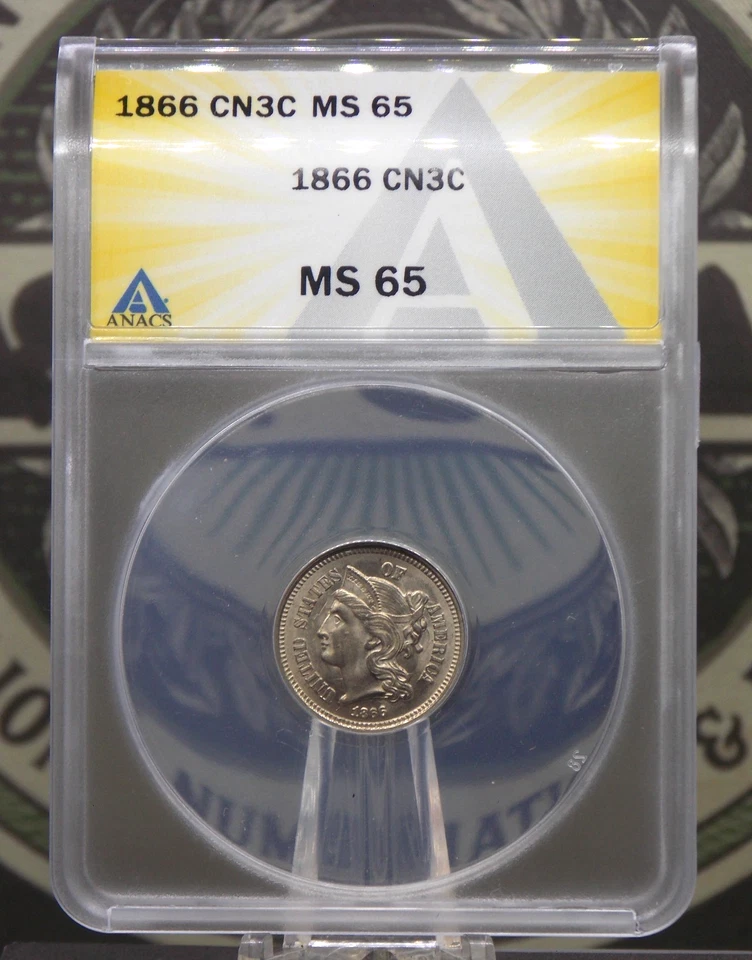 1866 CN3C MS 65
1866 CN3C
MS 65
ANACS
UNITED STATES OF AMERICA
1866
&